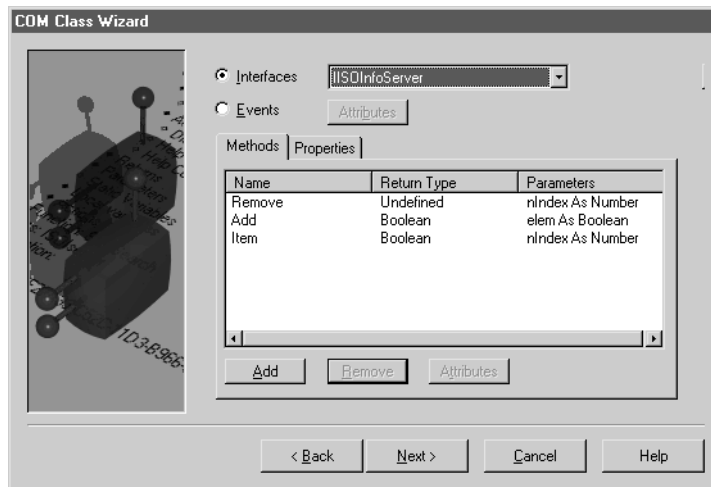 COM Class Wizard
Interfaces IISOInfoServer
Events Attributes
Methods Properties
Name Return Type Parameters
Remove Undefined nIndex As Number
Add Boolean elem As Boolean
Item Boolean nIndex As Number
Add Remove Attributes
< Back Next > Cancel Help